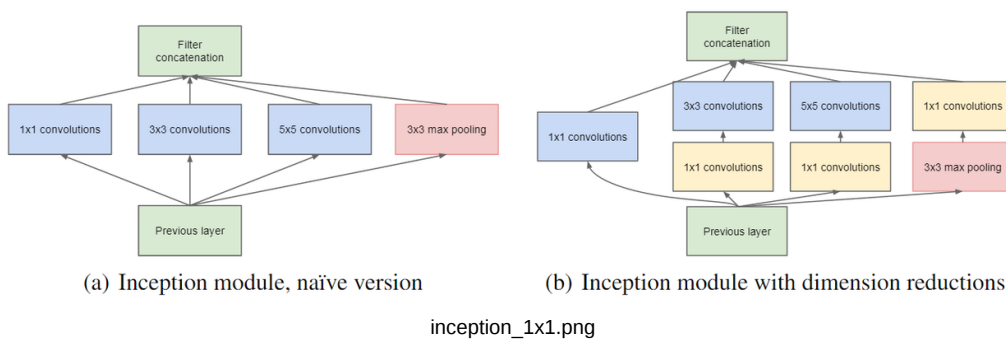 Filter
concatenation
1x1 convolutions
3x3 convolutions
5x5 convolutions
3x3 max pooling
Previous layer
(a) Inception module, naïve version
Filter
concatenation
3x3 convolutions
5x5 convolutions
1x1 convolutions
1x1 convolutions
1x1 convolutions
1x1 convolutions
3x3 max pooling
Previous layer
(b) Inception module with dimension reductions
inception_1x1.png